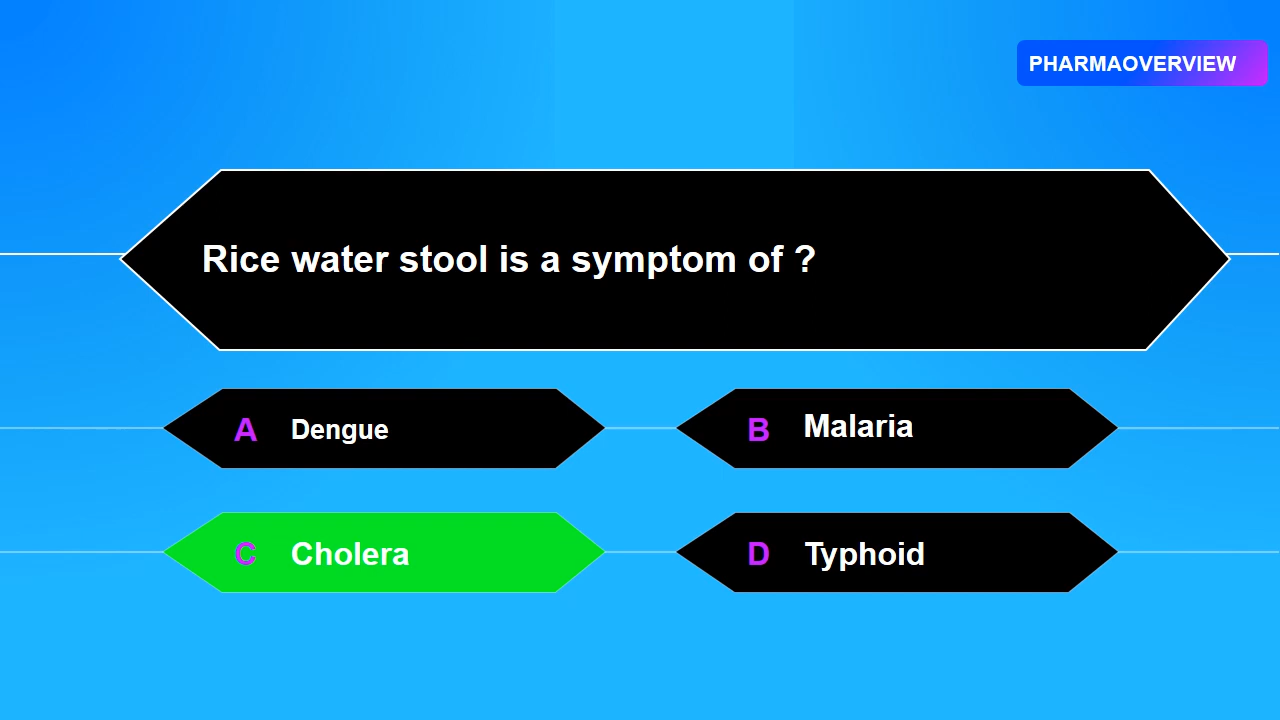 PHARMAOVERVIEW
Rice water stool is a symptom of ?
A Dengue
B Malaria
C Cholera
D Typhoid